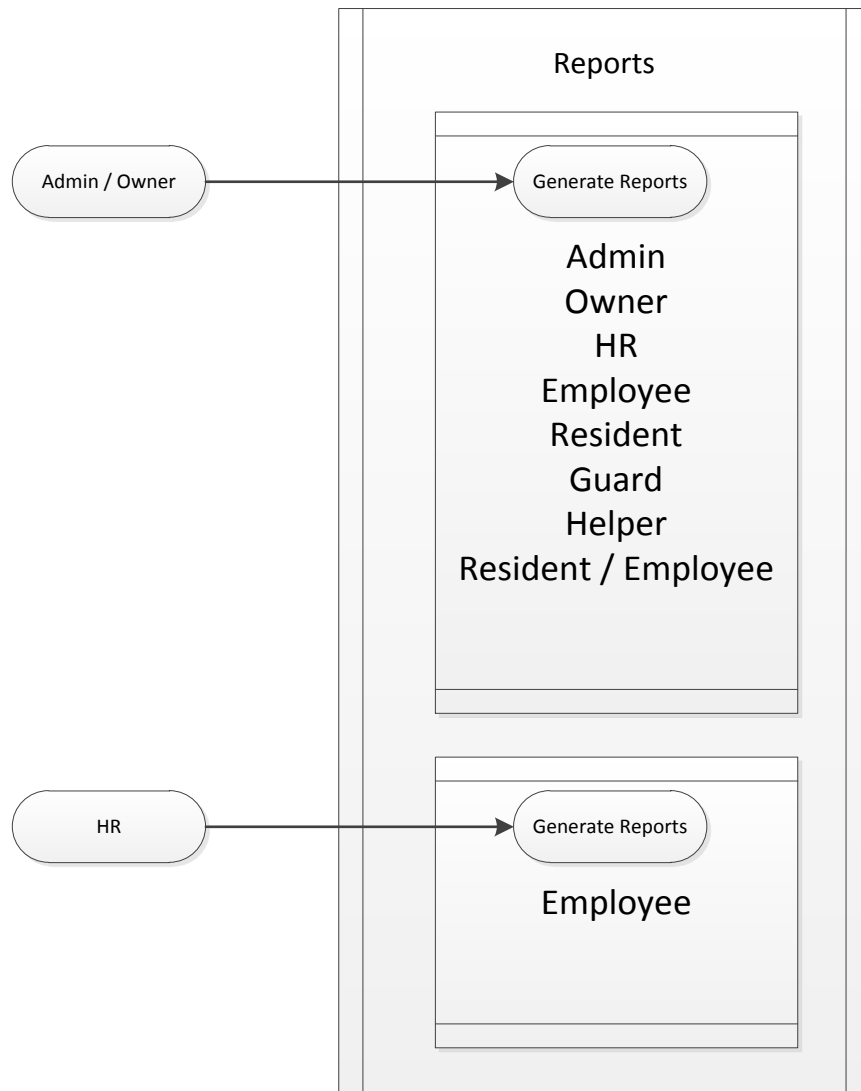 Reports
Admin / Owner
Generate Reports
Admin
Owner
HR
Employee
Resident
Guard
Helper
Resident / Employee
HR
Generate Reports
Employee